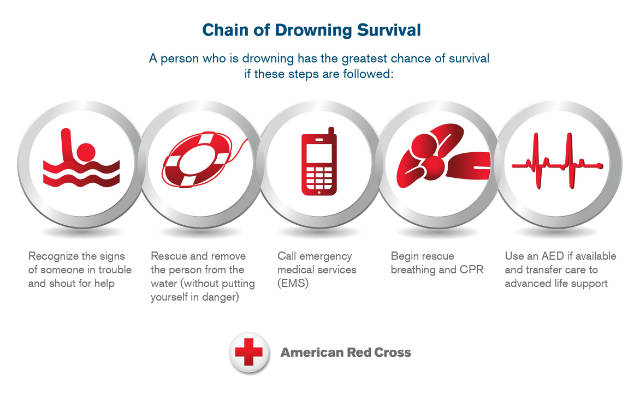 Chain of Drowning Survival
A person who is drowning has the greatest chance of survival
if these steps are followed:
Recognize the signs
of someone in trouble
and shout for help
Rescue and remove
the person from the
water (without putting
yourself in danger)
Call emergency
medical services
(EMS)
Begin rescue
breathing and CPR
Use an AED if available
and transfer care to
advanced life support
American Red Cross